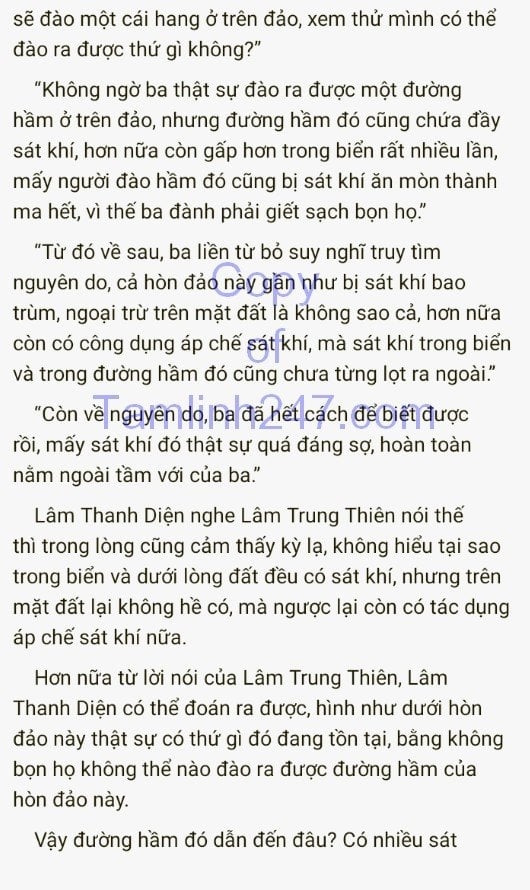 sẽ đào một cái hang ở trên đảo, xem thử mình có thể
đào ra được thứ gì không?”
“Không ngờ ba thật sự đào ra được một đường
hầm ở trên đảo, nhưng đường hầm đó cũng chứa đầy
sát khí, hơn nữa còn gấp hơn trong biển rất nhiều lần,
mấy người đào hầm đó cũng bị sát khí ăn mòn thành
ma hết, vì thế ba đành phải giết sạch bọn họ.”
“Từ đó về sau, ba liền từ bỏ suy nghĩ truy tìm
nguyên do, cả hòn đảo này gần như bị sát khí bao
trùm, ngoại trừ trên mặt đất là không sao cả, hơn nữa
còn có công dụng áp chế sát khí, mà sát khí trong biển
và trong đường hầm đó cũng chưa từng lọt ra ngoài.”
“Còn về nguyên do, ba đã hết cách để biết được
rồi, mấy sát khí đó thật sự quá đáng sợ, hoàn toàn
nằm ngoài tầm với của ba.”
Lâm Thanh Diện nghe Lâm Trung Thiên nói thế
thì trong lòng cũng cảm thấy kỳ lạ, không hiểu tại sao
trong biển và dưới lòng đất đều có sát khí, nhưng trên
mặt đất lại không hề có, mà ngược lại còn có tác dụng
áp chế sát khí nữa.
Hơn nữa từ lời nói của Lâm Trung Thiên, Lâm
Thanh Diện có thể đoán ra được, hình như dưới hòn
đảo này thật sự có thứ gì đó đang tồn tại, bằng không
bọn họ không thể nào đào ra được đường hầm của
hòn đảo này.
Vậy đường hầm đó dẫn đến đâu? Có nhiều sát
Copy
of
Tamlinh247.com